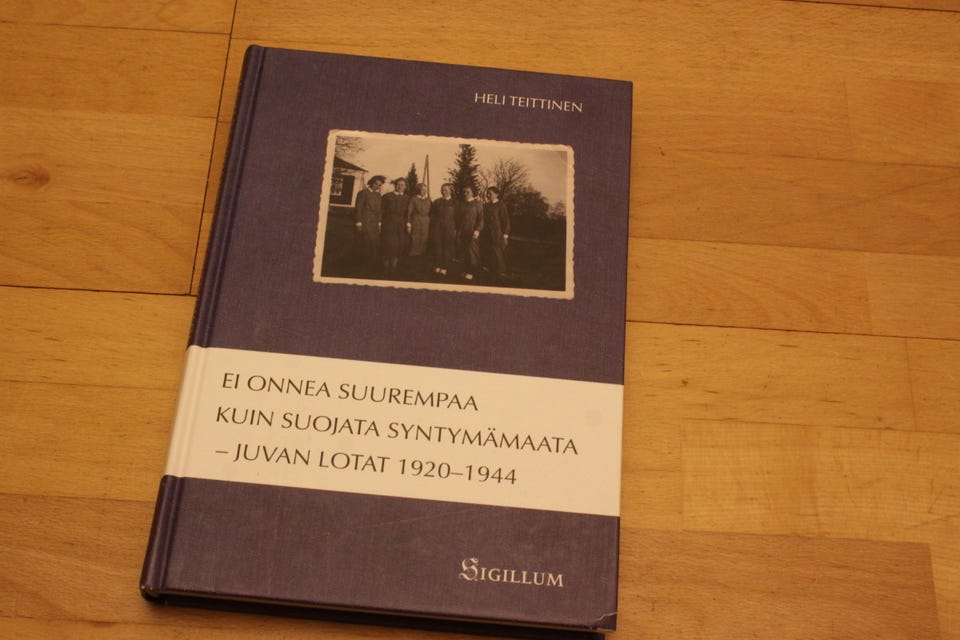 HELI TEITTINEN
EI ONNEA SUUREMPAA
KUIN SUOJATA SYNTYMÄMAATA
– JUVAN LOTAT 1920–1944
SIGILLUM